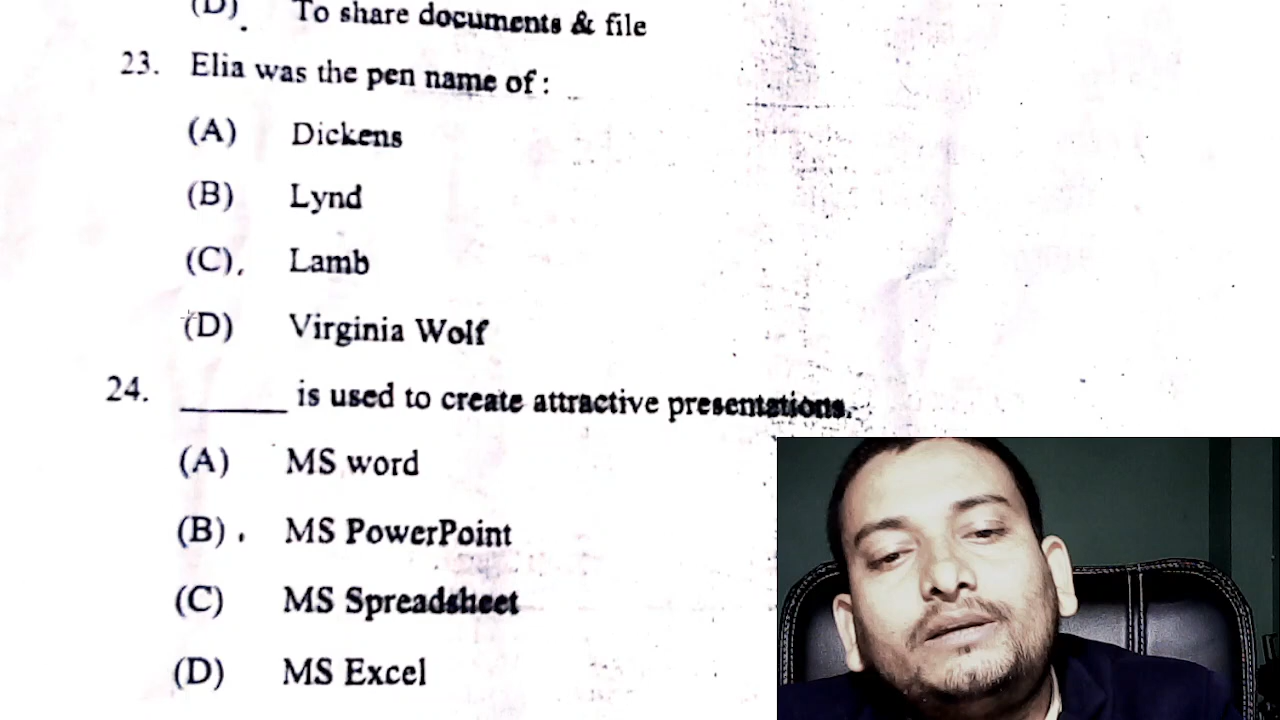 (D). To share documents & file
23. Elia was the pen name of :
(A) Dickens
(B) Lynd
(C). Lamb
(D) Virginia Wolf
24. ______ is used to create attractive presentations.
(A) MS word
(B). MS PowerPoint
(C) MS Spreadsheet
(D) MS Excel